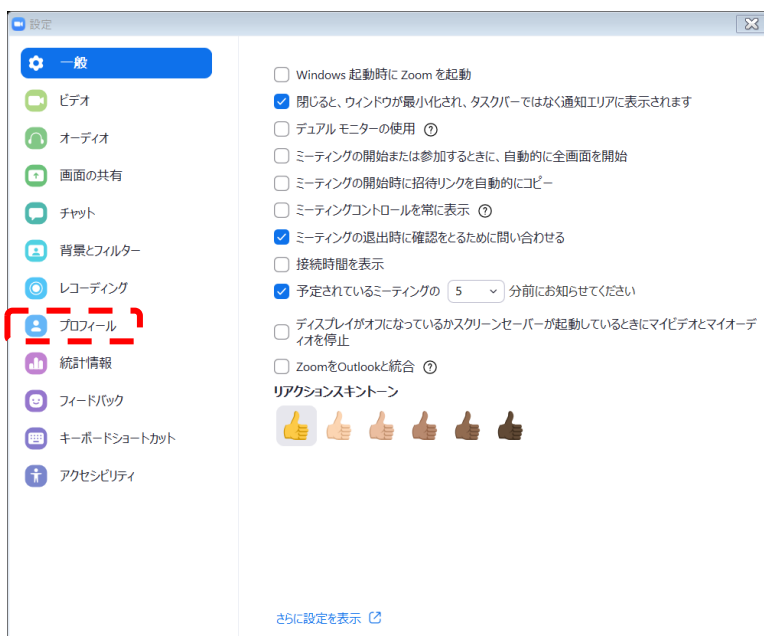 設定
一般
ビデオ
オーディオ
画面の共有
チャット
背景とフィルター
レコーディング
プロフィール
統計情報
フィードバック
キーボードショートカット
アクセシビリティ
Windows 起動時に Zoom を起動
閉じると、ウィンドウが最小化され、タスクバーではなく通知エリアに表示されます
デュアル モニターの使用 ?
ミーティングの開始または参加するときに、自動的に全画面を開始
ミーティングの開始時に招待リンクを自動的にコピー
ミーティングコントロールを常に表示 ?
ミーティングの退出時に確認をとるために問い合わせる
接続時間を表示
予定されているミーティングの 5 分前にお知らせください
ディスプレイがオフになっているかスクリーンセーバーが起動しているときにマイビデオとマイオーデ
ィオを停止
ZoomをOutlookと統合 ?
リアクションスキントーン
さらに設定を表示